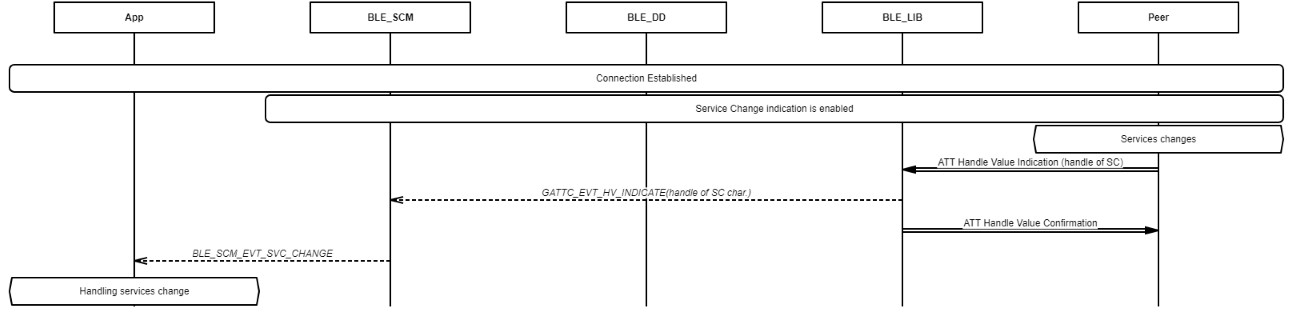 App BLE_SCM BLE_DD BLE_LIB Peer
Connection Established
Service Change indication is enabled
Services changes
ATT Handle Value Indication (handle of SC)
GATTC_EVT_HV_INDICATE(handle of SC char.)
ATT Handle Value Confirmation
BLE_SCM_EVT_SVC_CHANGE
Handling services change